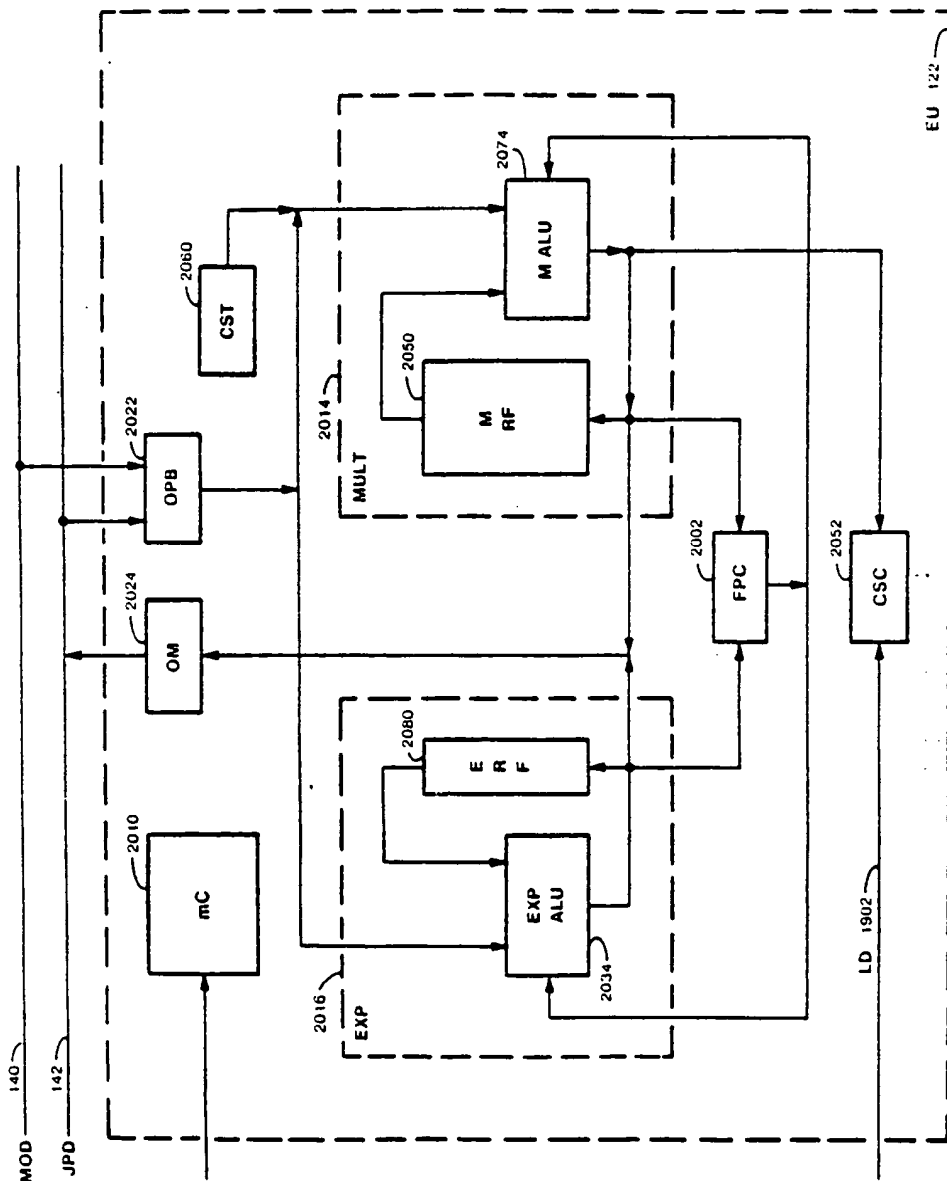 MOD
140
JPD
142
2010
mC
2024
OM
2022
OPB
2060
CST
2016
EXP
EXP
ALU
2034
2080
E
R
F
2014
MULT
2050
M
RF
2074
M ALU
2002
FPC
2052
CSC
LD 1902
EU 122